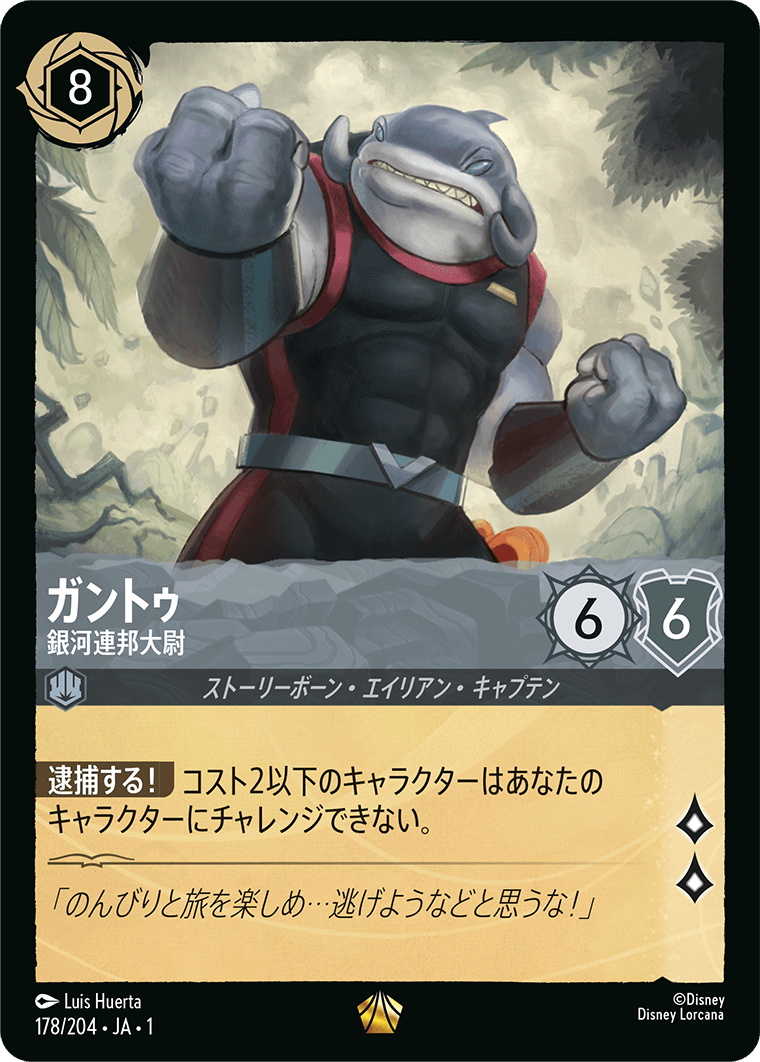 8
ガントゥ
銀河連邦大尉
6
6
ストーリーボーン・エイリアン・キャプテン
逮捕する! コスト2以下のキャラクターはあなたの
キャラクターにチャレンジできない。
「のんびりと旅を楽しめ…逃げようなどと思うな!」
Luis Huerta
178/204・JA・1
©Disney
Disney Lorcana